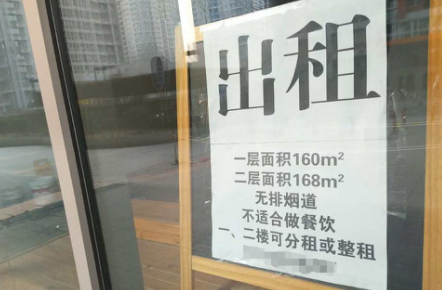 出租
一层面积160m²
二层面积168m²
无排烟道
不适合做餐饮
一、二楼可分租或整租